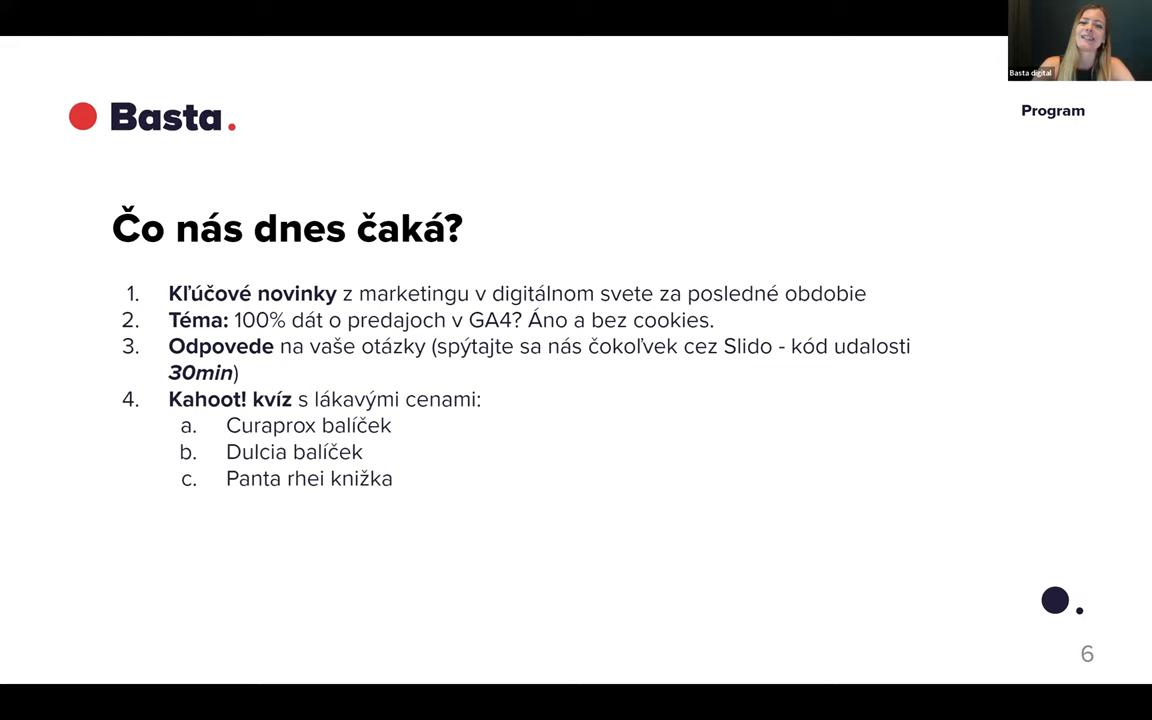 Basta digital
Basta.
Program
Čo nás dnes čaká?
1. Kľúčové novinky z marketingu v digitálnom svete za posledné obdobie
2. Téma: 100% dát o predajoch v GA4? Áno a bez cookies.
3. Odpovede na vaše otázky (spýtajte sa nás čokoľvek cez Slido - kód udalosti
30min)
4. Kahoot! kvíz s lákavými cenami:
a. Curaprox balíček
b. Dulcia balíček
c. Panta rhei knižka
6